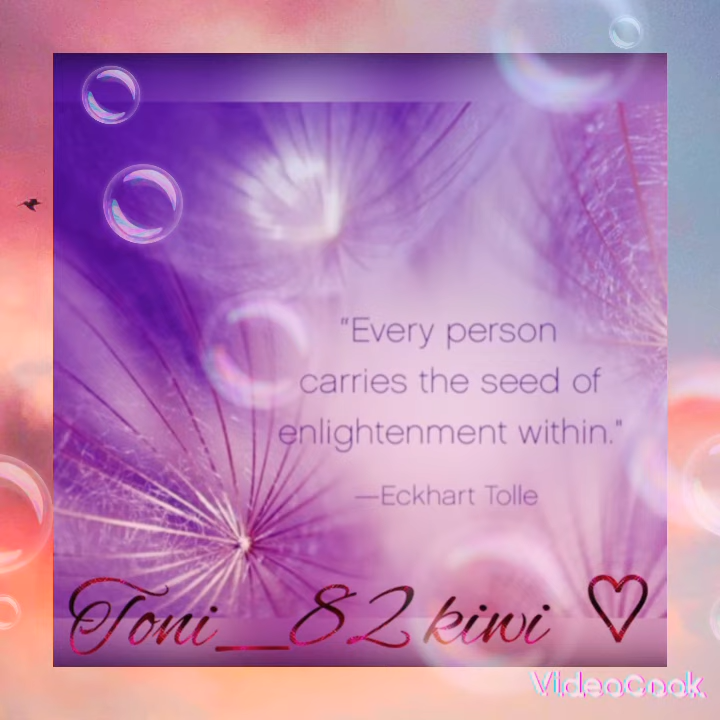 “Every person
carries the seed of
enlightenment within."
—Eckhart Tolle
Toni_82 kiwi ♡
VideoCook